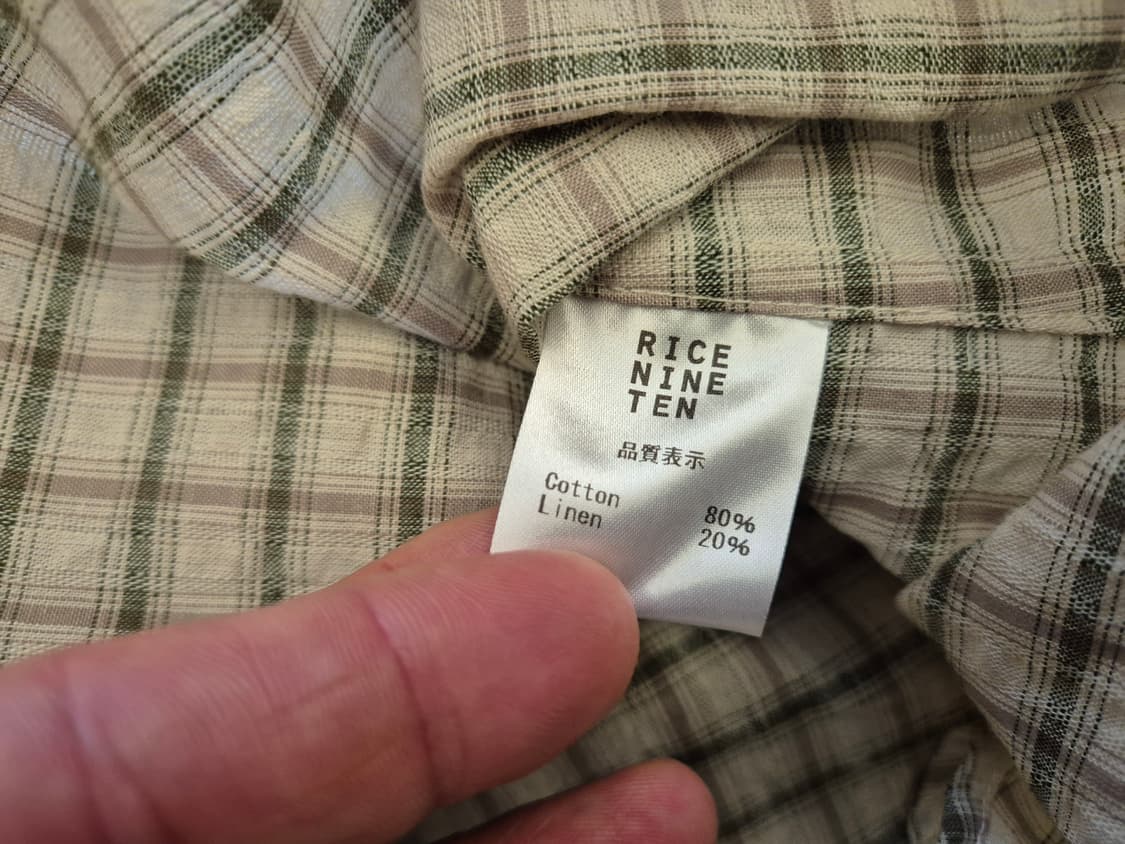 RICE
NINE
TEN
品質表示
Cotton 80%
Linen 20%